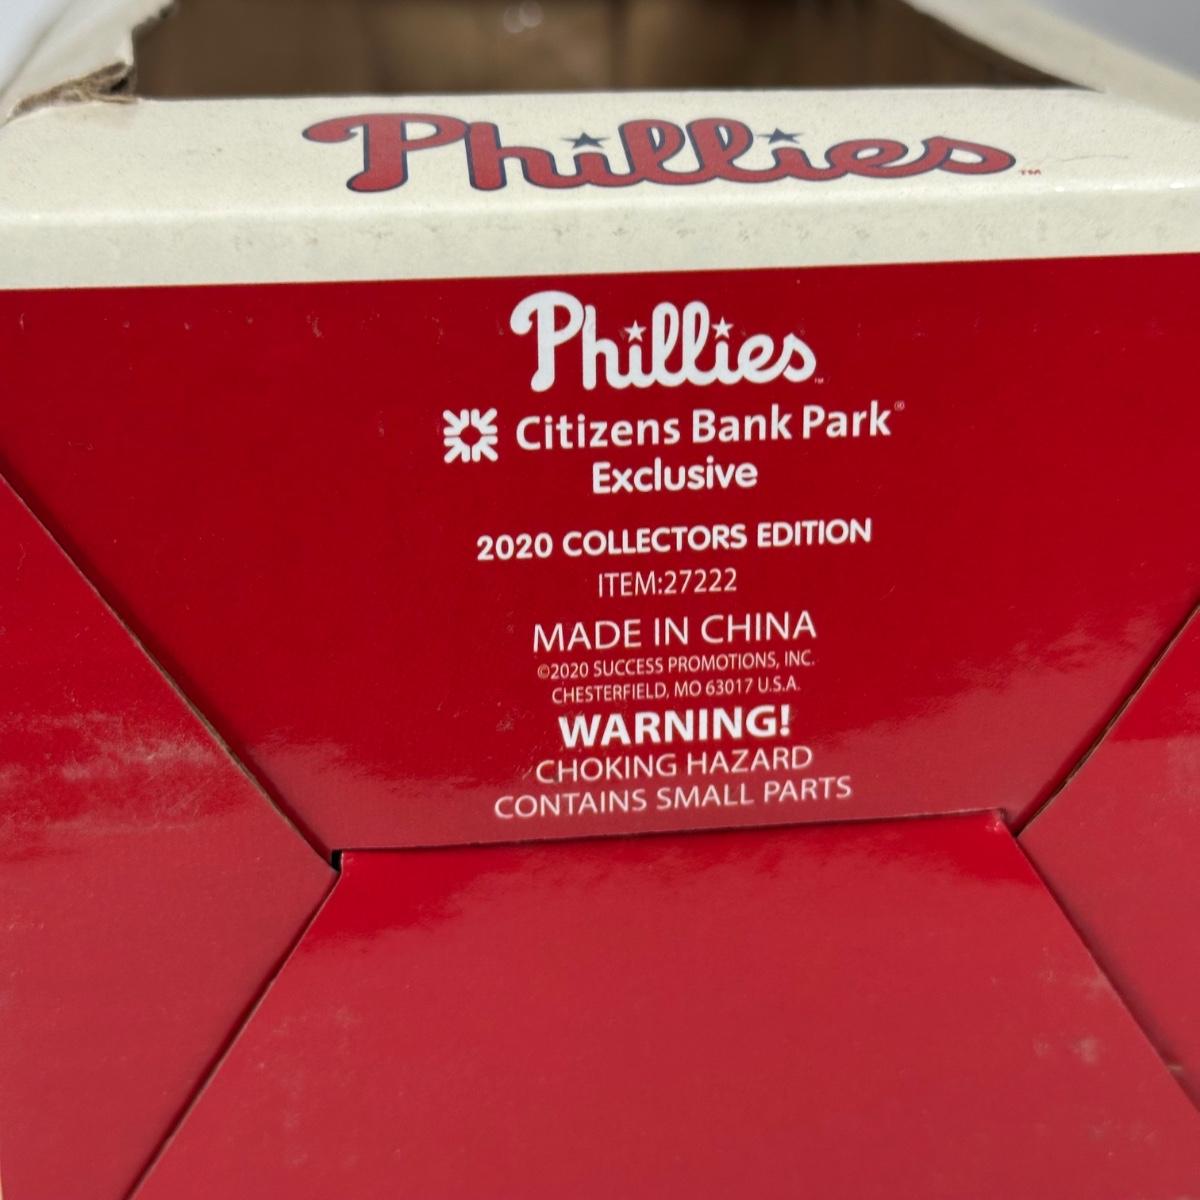 Phillies™
Phillies™
Citizens Bank Park®
Exclusive
2020 COLLECTORS EDITION
ITEM:27222
MADE IN CHINA
©2020 SUCCESS PROMOTIONS, INC.
CHESTERFIELD, MO 63017 U.S.A.
WARNING!
CHOKING HAZARD
CONTAINS SMALL PARTS